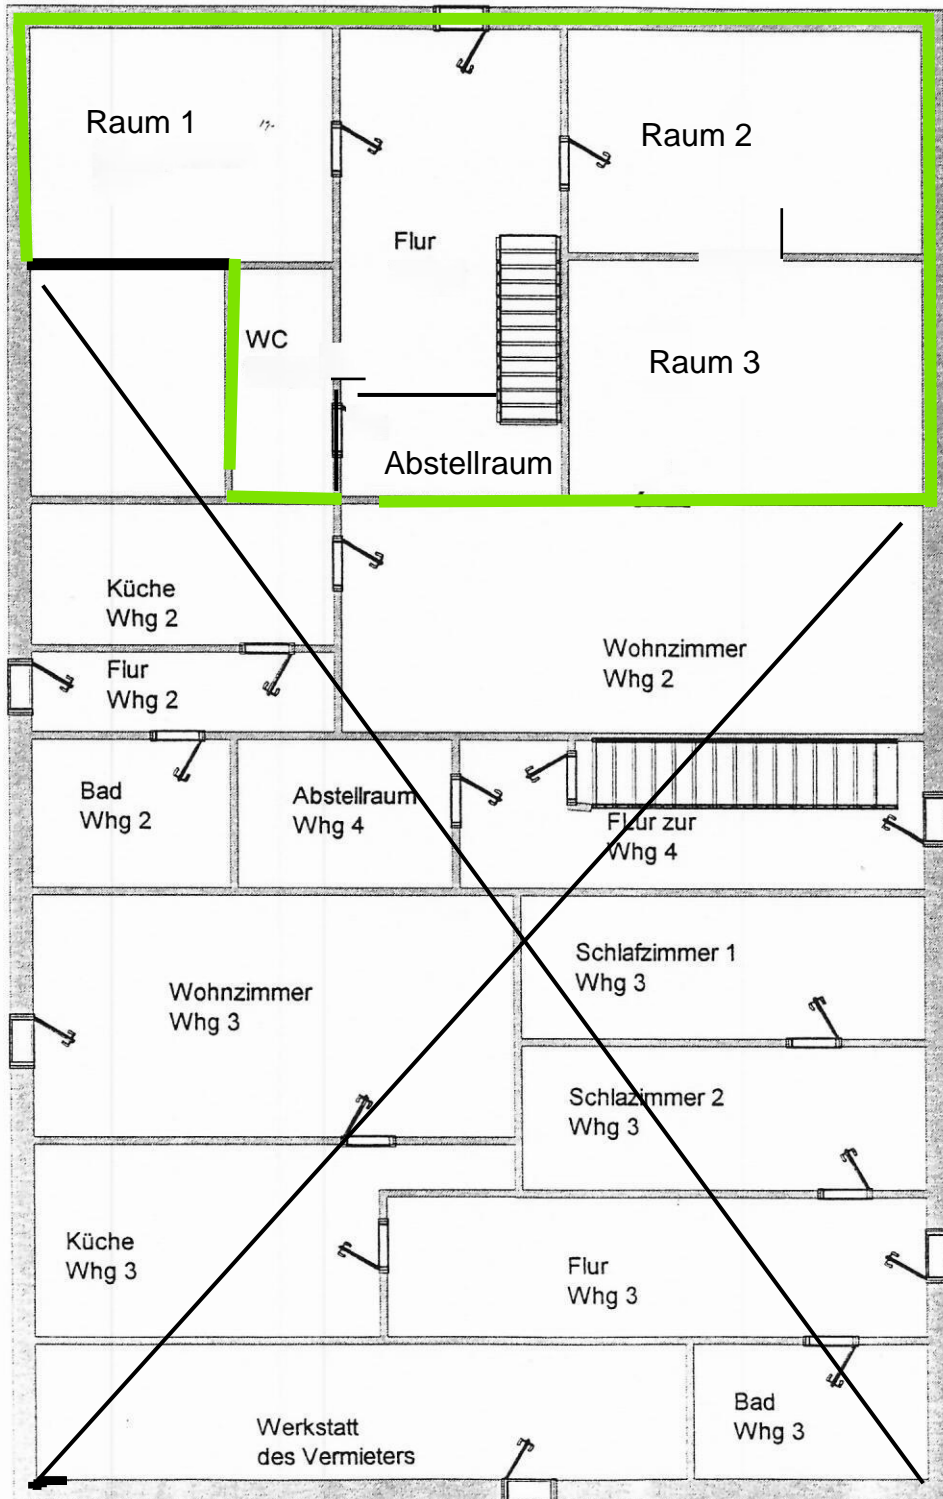 Raum 1
Raum 2
Flur
WC
Raum 3
Abstellraum
Küche
Whg 2
Wohnzimmer
Whg 2
Flur
Whg 2
Bad
Whg 2
Abstellraum
Whg 4
FLur zur
Whg 4
Schlafzimmer 1
Whg 3
Wohnzimmer
Whg 3
Schlazimmer 2
Whg 3
Küche
Whg 3
Flur
Whg 3
Bad
Whg 3
Werkstatt
des Vermieters